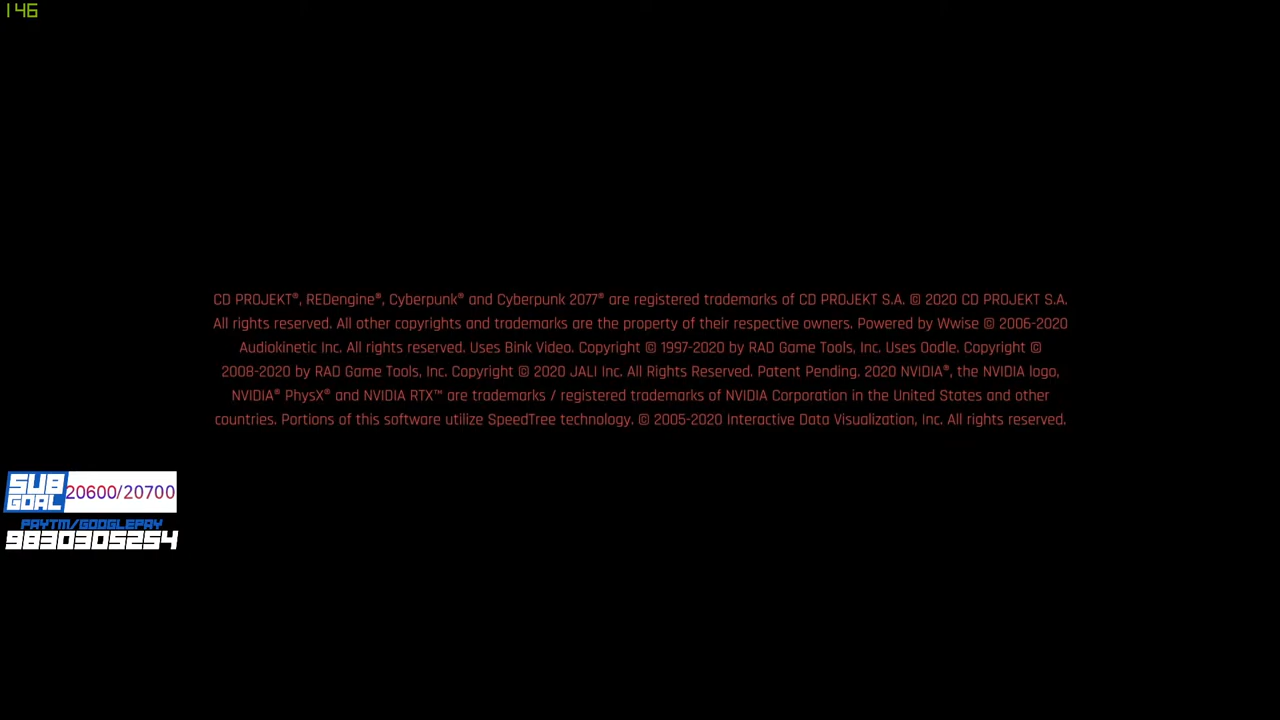 146
CD PROJEKT®, REDengine®, Cyberpunk® and Cyberpunk 2077® are registered trademarks of CD PROJEKT S.A. © 2020 CD PROJEKT S.A.
All rights reserved. All other copyrights and trademarks are the property of their respective owners. Powered by Wwise © 2006-2020
Audiokinetic Inc. All rights reserved. Uses Bink Video. Copyright © 1997-2020 by RAD Game Tools, Inc. Uses Oodle. Copyright ©
2008-2020 by RAD Game Tools, Inc. Copyright © 2020 JALI Inc. All Rights Reserved. Patent Pending. 2020 NVIDIA®, the NVIDIA logo,
NVIDIA® PhysX® and NVIDIA RTX™ are trademarks / registered trademarks of NVIDIA Corporation in the United States and other
countries. Portions of this software utilize SpeedTree technology. © 2005-2020 Interactive Data Visualization, Inc. All rights reserved.
SUB
GOAL
20600/20700
PAYTM/GOOGLEPAY
9830305254